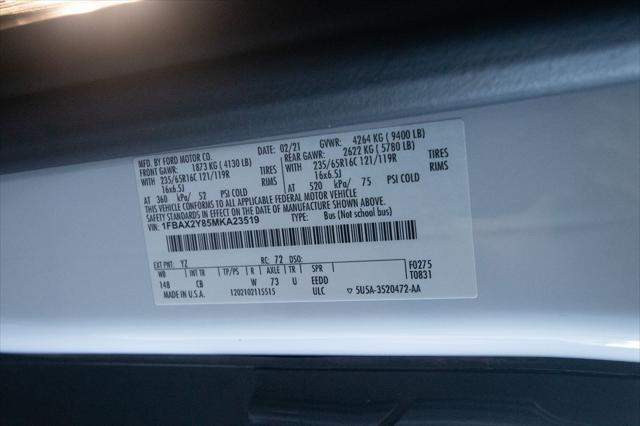 MFD. BY FORD MOTOR CO. DATE: 02/21 GVWR: 4264 KG ( 9400 LB)
FRONT GAWR: 1873 KG ( 4130 LB) REAR GAWR: 2622 KG ( 5780 LB)
WITH 235/65R16C 121/119R TIRES WITH 235/65R16C 121/119R TIRES
16x6.5J RIMS 16x6.5J RIMS
AT 360 kPa/ 52 PSI COLD AT 520 kPa/ 75 PSI COLD
THIS VEHICLE CONFORMS TO ALL APPLICABLE FEDERAL MOTOR VEHICLE
SAFETY STANDARDS IN EFFECT ON THE DATE OF MANUFACTURE SHOWN ABOVE.
VIN: 1FBAX2Y85MKA23519 TYPE: Bus (Not school bus)
EXT PNT: YZ RC: 72 DSO: F0275
WB INT TR TP/PS R AXLE TR SPR T0831
148 CB W 73 U EEDD
MADE IN U.S.A. 1202102115515 ULC ▽ 5U5A-3520472-AA